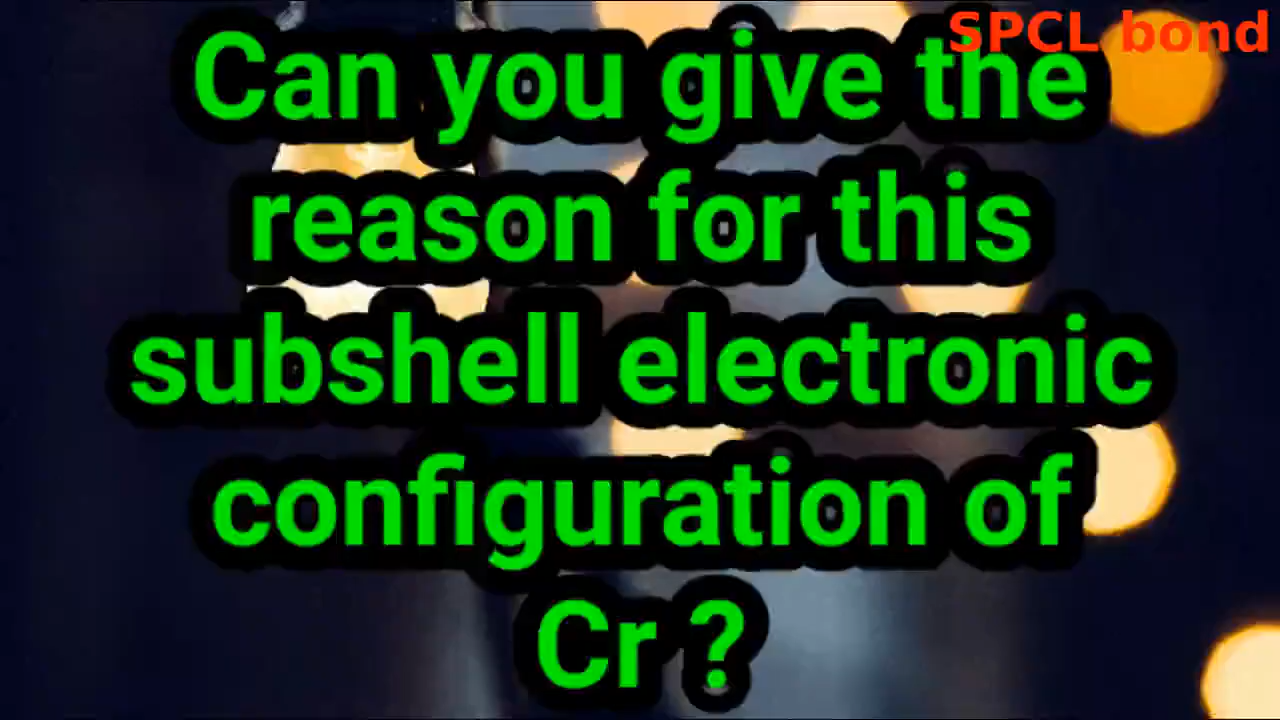 SPCL bond
Can you give the
reason for this
subshell electronic
configuration of
Cr ?